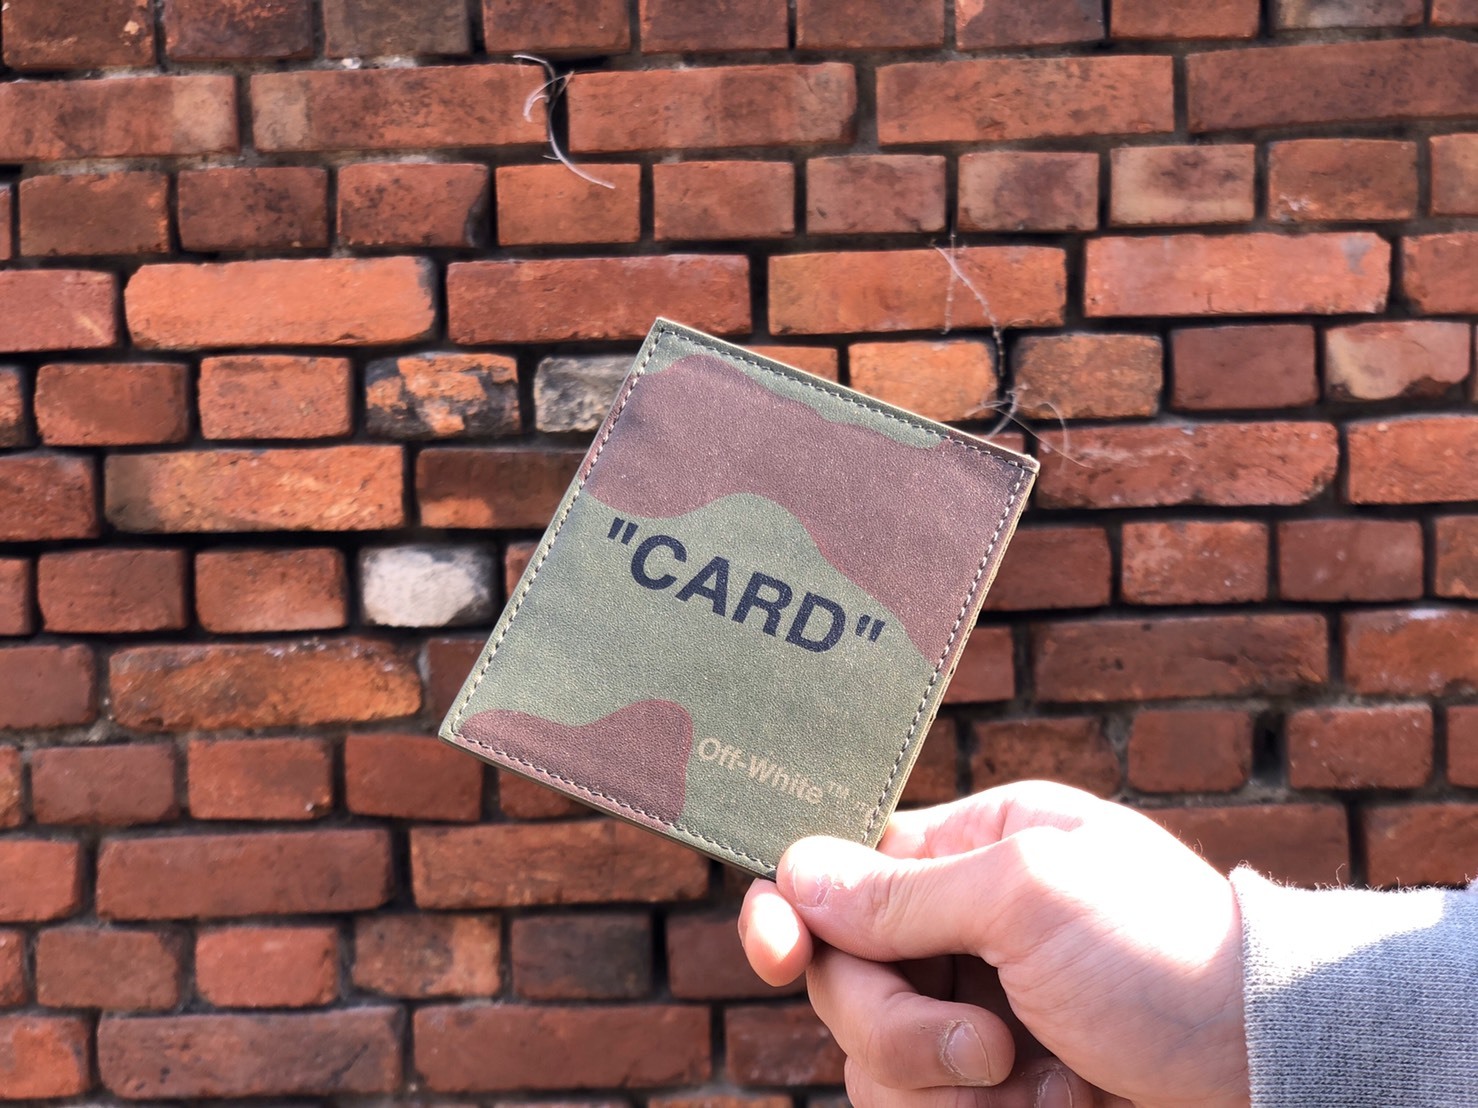 "CARD"
Off-White™ "